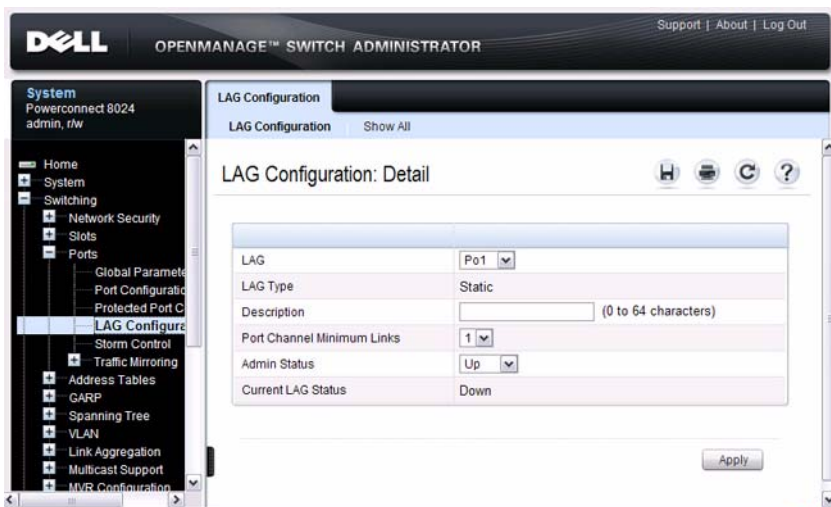 Support | About | Log Out
DELL OPENMANAGE™ SWITCH ADMINISTRATOR
System
Powerconnect 8024
admin, r/w
Home
System
Switching
Network Security
Slots
Ports
Global Paramete
Port Configuratio
Protected Port C
LAG Configura
Storm Control
Traffic Mirroring
Address Tables
GARP
Spanning Tree
VLAN
Link Aggregation
Multicast Support
MVR Configuration
LAG Configuration
LAG Configuration Show All
LAG Configuration: Detail
LAG Po1
LAG Type Static
Description (0 to 64 characters)
Port Channel Minimum Links 1
Admin Status Up
Current LAG Status Down
Apply